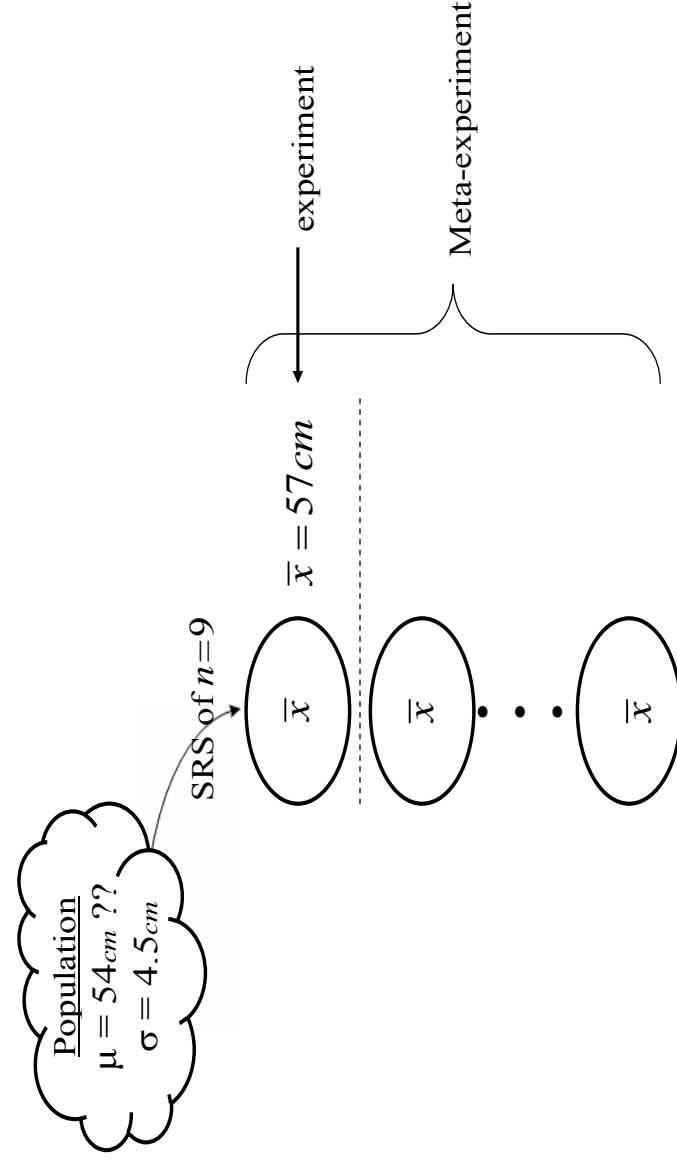 Population
μ = 54cm ??
σ = 4.5cm
SRS of n=9
x̅
x̅ = 57cm
experiment
x̅
x̅
Meta-experiment